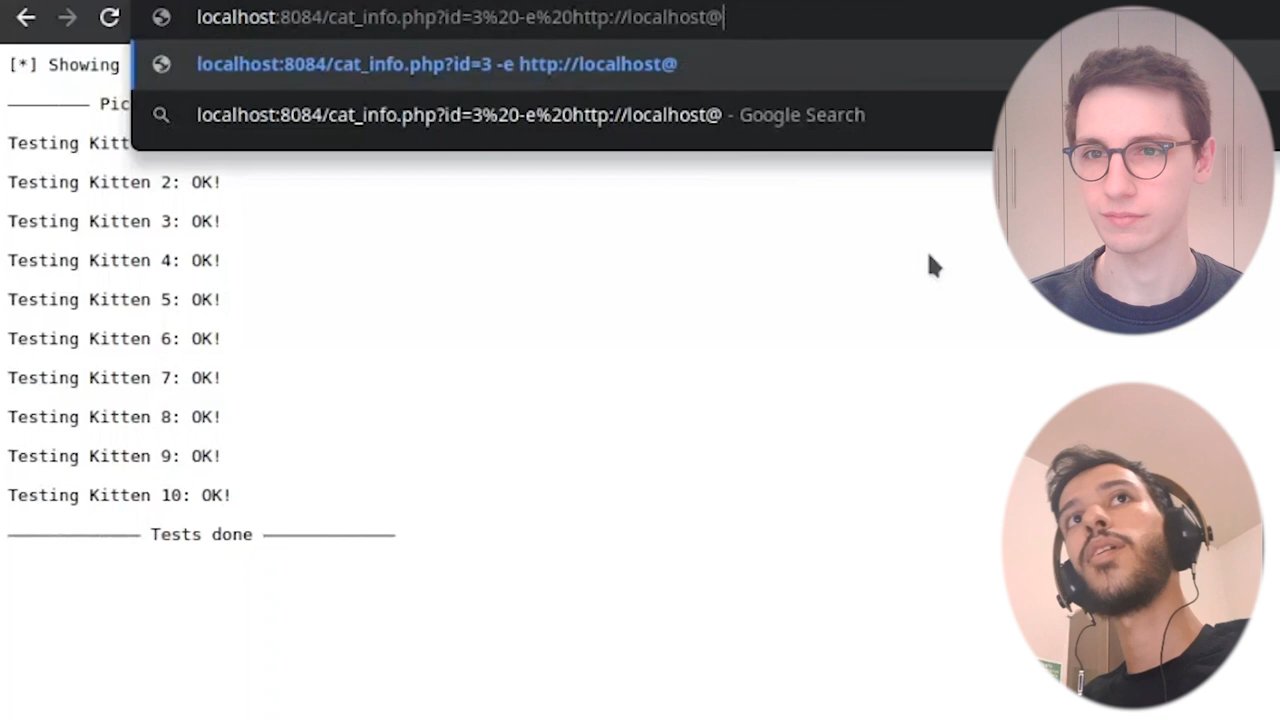 localhost:8084/cat_info.php?id=3%20-e%20http://localhost@
localhost:8084/cat_info.php?id=3 -e http://localhost@
localhost:8084/cat_info.php?id=3%20-e%20http://localhost@ - Google Search
[*] Showing
Pic
Testing Kitt
Testing Kitten 2: OK!
Testing Kitten 3: OK!
Testing Kitten 4: OK!
Testing Kitten 5: OK!
Testing Kitten 6: OK!
Testing Kitten 7: OK!
Testing Kitten 8: OK!
Testing Kitten 9: OK!
Testing Kitten 10: OK!
Tests done